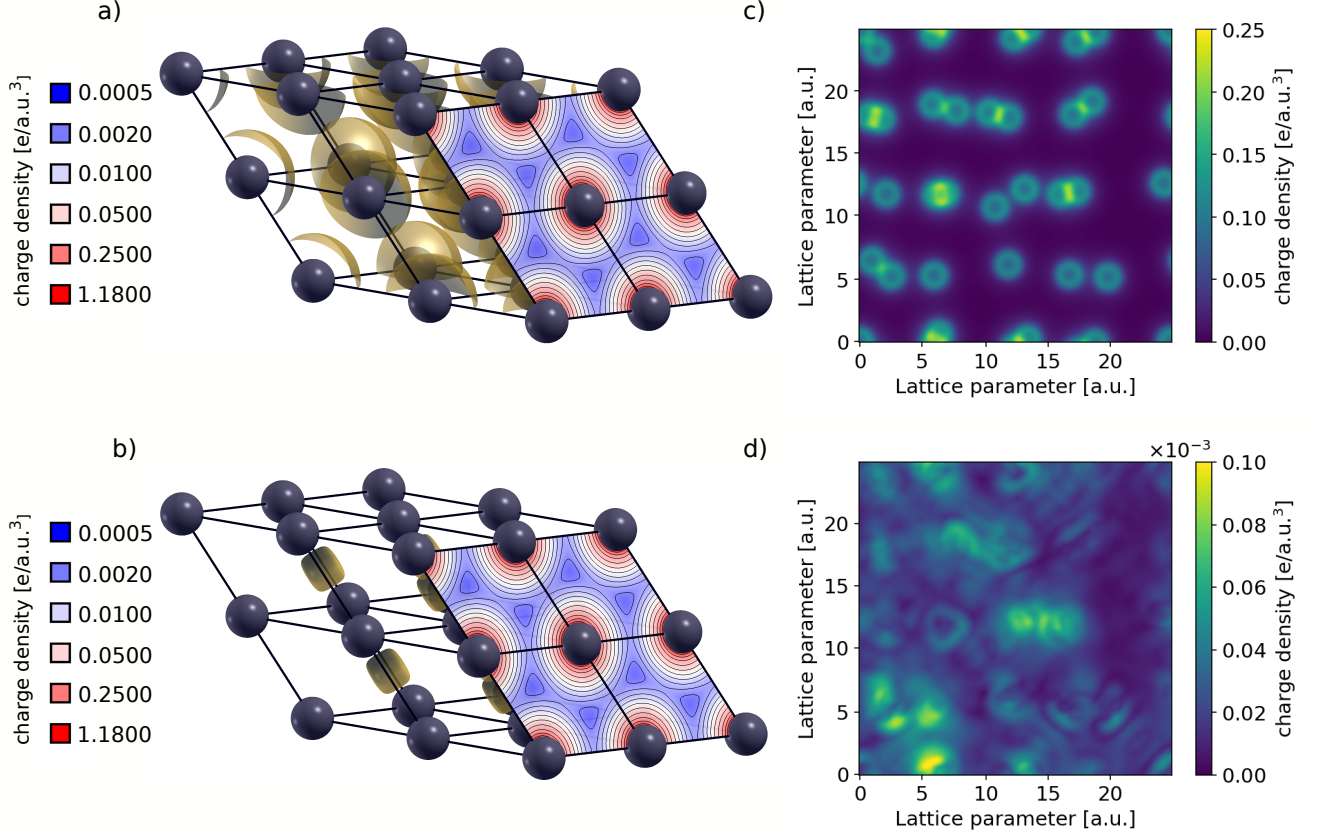 a)
charge density [e/a.u.³]
0.0005
0.0020
0.0100
0.0500
0.2500
1.1800
c)
Lattice parameter [a.u.]
20
15
10
5
0
0 5 10 15 20
Lattice parameter [a.u.]
0.25
0.20
0.15
0.10
0.05
0.00
charge density [e/a.u.³]
b)
charge density [e/a.u.³]
0.0005
0.0020
0.0100
0.0500
0.2500
1.1800
d)
×10⁻³
Lattice parameter [a.u.]
20
15
10
5
0
0 5 10 15 20
Lattice parameter [a.u.]
0.10
0.08
0.06
0.04
0.02
0.00
charge density [e/a.u.³]